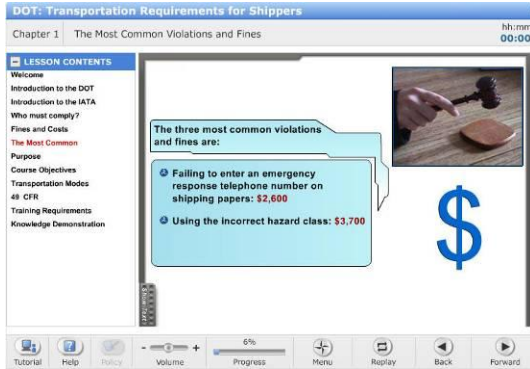 DOT: Transportation Requirements for Shippers
Chapter 1 The Most Common Violations and Fines
hh:mm
00:00
LESSON CONTENTS
Welcome
Introduction to the DOT
Introduction to the IATA
Who must comply?
Fines and Costs
The Most Common
Purpose
Course Objectives
Transportation Modes
49 CFR
Training Requirements
Knowledge Demonstration
The three most common violations
and fines are:
Failing to enter an emergency
response telephone number on
shipping papers: $2,600
Using the incorrect hazard class: $3,700
$
Show Text
6%
Tutorial
Help
Policy
- +
Volume
Progress
Menu
Replay
Back
Forward